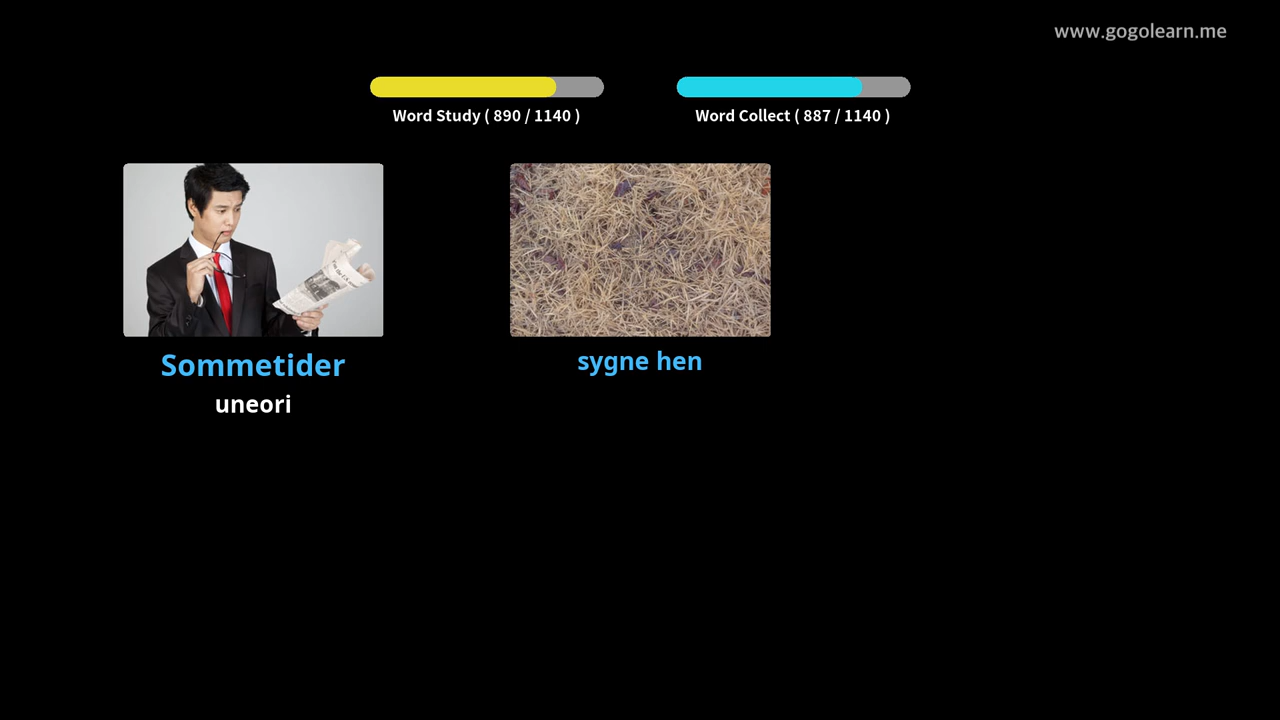 www.gogolearn.me
Word Study ( 890 / 1140 )
Word Collect ( 887 / 1140 )
Sommetider
uneori
sygne hen